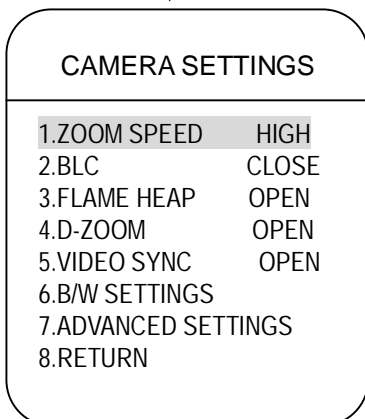 CAMERA SETTINGS
1.ZOOM SPEED HIGH
2.BLC CLOSE
3.FLAME HEAP OPEN
4.D-ZOOM OPEN
5.VIDEO SYNC OPEN
6.B/W SETTINGS
7.ADVANCED SETTINGS
8.RETURN